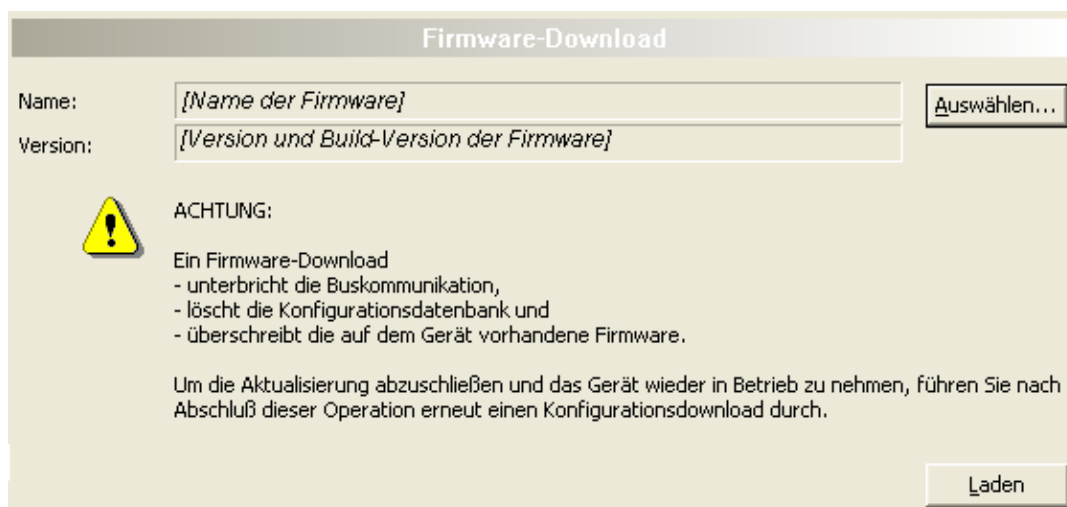 Firmware-Download
Name: [Name der Firmware] Auswählen...
Version: [Version und Build-Version der Firmware]
ACHTUNG:
Ein Firmware-Download
- unterbricht die Buskommunikation,
- löscht die Konfigurationsdatenbank und
- überschreibt die auf dem Gerät vorhandene Firmware.
Um die Aktualisierung abzuschließen und das Gerät wieder in Betrieb zu nehmen, führen Sie nach
Abschluß dieser Operation erneut einen Konfigurationsdownload durch.
Laden